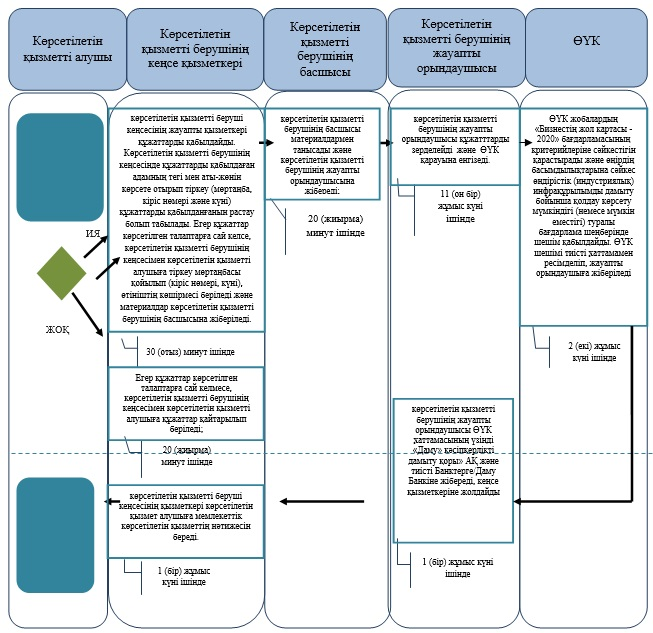 Көрсетілетін
қызметті алушы
Көрсетілетін
қызметті берушінің
кеңсе қызметкері
Көрсетілетін
қызметті
берушінің
басшысы
Көрсетілетін
қызметті берушінің
жауапты
орындаушысы
ӨҮК
көрсетілетін қызметті беруші
кеңсесінің жауапты қызметкері
құжаттарды қабылдайды.
Көрсетілетін қызметті берушінің
кеңсесінде құжаттарды қабылдаған
адамның тегі мен аты-жөнін
көрсете отырып тіркеу (мөртаңба,
кіріс нөмері және күні)
құжаттарды қабылданғанын растау
болып табылады. Егер құжаттар
көрсетілген талаптарға сай келсе,
көрсетілетін қызметті берушінің
кеңсесімен көрсетілетін қызметті
алушыға тіркеу мөртаңбасы
қойылып (кіріс нөмері, күні),
өтініштің көшірмесі беріледі және
материалдар көрсетілетін қызметті
берушінің басшысына жіберіледі.
көрсетілетін қызметті
берушінің басшысы
материалдармен
танысады және
көрсетілетін қызметті
берушінің жауапты
орындаушысына
жібереді;
20 (жиырма)
минут ішінде
көрсетілетін қызметті
берушінің жауапты
орындаушысы құжаттарды
зерделейді және ӨҮК
қарауына енгізеді.
11 (он бір)
жұмыс күні
ішінде
ӨҮК жобалардың
«Бизнестің жол картасы -
2020» бағдарламасының
критерийлеріне сәйкестігін
қарастырады және өңірдің
басымдылықтарына сәйкес
өндірістік (индустриялық)
инфрақұрылымды дамыту
бойынша қолдау көрсету
мүмкіндігі (немесе мүмкін
еместігі) туралы
бағдарлама шеңберінде
шешім қабылдайды. ӨҮК
шешімі тиісті хаттамамен
ресімделіп, жауапты
орындаушыға жіберіледі
ИЯ
ЖОҚ
30 (отыз) минут ішінде
2 (екі) жұмыс
күні ішінде
Егер құжаттар көрсетілген
талаптарға сай келмесе,
көрсетілетін қызметті берушінің
кеңсесімен көрсетілетін қызметті
алушыға құжаттар қайтарылып
беріледі;
20 (жиырма)
минут ішінде
көрсетілетін қызметті
берушінің жауапты
орындаушысы ӨҮК
хаттамасының үзінді
«Даму» кәсіпкерлікті
дамыту қоры» АҚ және
тиісті Банктерге/Даму
Банкіне жібереді, кеңсе
қызметкеріне жолдайды
көрсетілетін қызметті беруші
кеңсесінің қызметкері көрсетілетін
қызмет алушыға мемлекеттік
көрсетілетін қызметтің нәтижесін
береді.
1 (бір) жұмыс
күні ішінде
1 (бір) жұмыс күні
ішінде